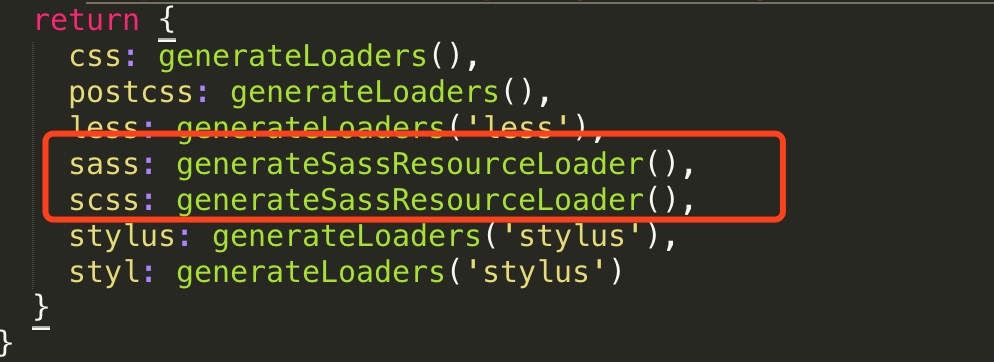 return {
css: generateLoaders(),
postcss: generateLoaders(),
less: generateLoaders('less'),
sass: generateSassResourceLoader(),
scss: generateSassResourceLoader(),
stylus: generateLoaders('stylus'),
styl: generateLoaders('stylus')
}
}